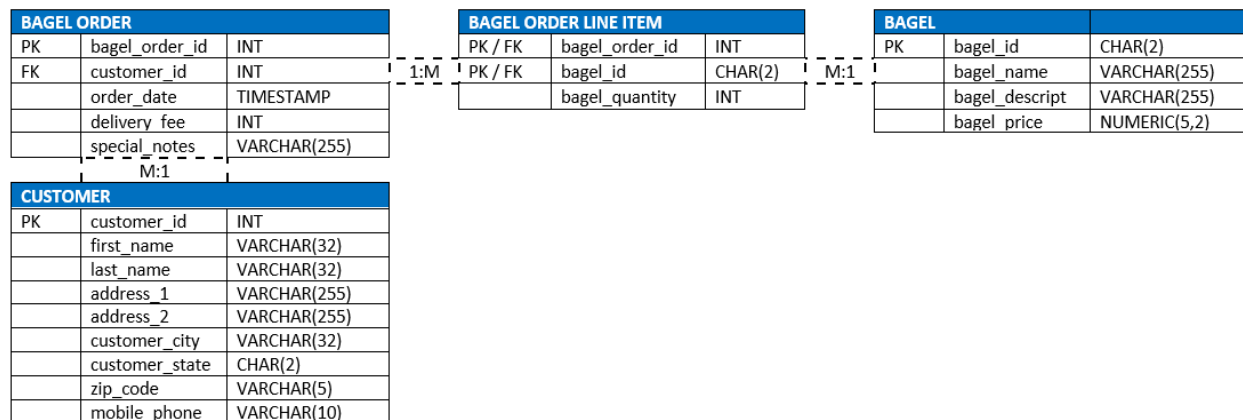 BAGEL ORDER
PK bagel_order_id INT
FK customer_id INT
order_date TIMESTAMP
delivery_fee INT
special_notes VARCHAR(255)
1:M
BAGEL ORDER LINE ITEM
PK / FK bagel_order_id INT
PK / FK bagel_id CHAR(2)
bagel_quantity INT
M:1
BAGEL
PK bagel_id CHAR(2)
bagel_name VARCHAR(255)
bagel_descript VARCHAR(255)
bagel_price NUMERIC(5,2)
M:1
CUSTOMER
PK customer_id INT
first_name VARCHAR(32)
last_name VARCHAR(32)
address_1 VARCHAR(255)
address_2 VARCHAR(255)
customer_city VARCHAR(32)
customer_state CHAR(2)
zip_code VARCHAR(5)
mobile_phone VARCHAR(10)